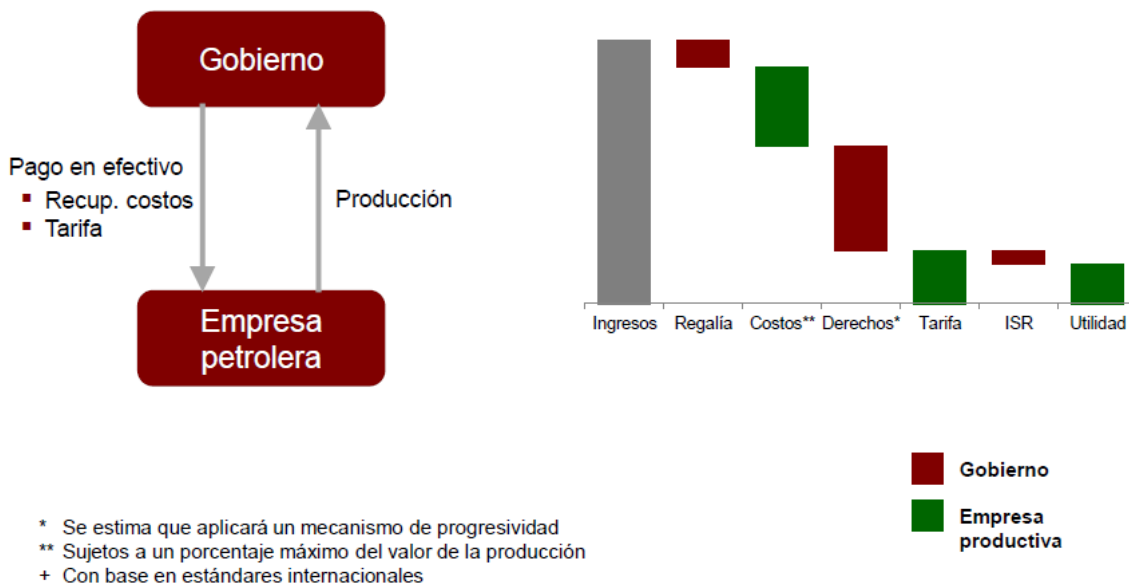 Gobierno
Pago en efectivo
▪ Recup. costos
▪ Tarifa
Producción
Empresa
petrolera
Ingresos Regalía Costos** Derechos* Tarifa ISR Utilidad
Gobierno
Empresa
productiva
* Se estima que aplicará un mecanismo de progresividad
** Sujetos a un porcentaje máximo del valor de la producción
+ Con base en estándares internacionales